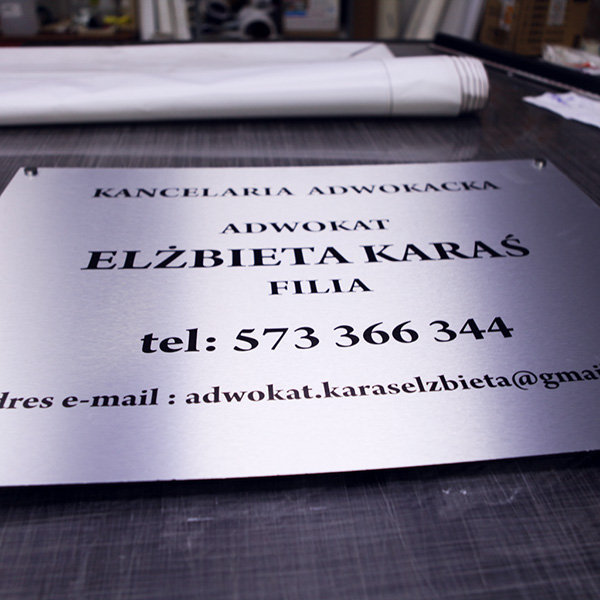 KANCELARIA ADWOKACKA
ADWOKAT
ELŻBIETA KARAŚ
FILIA
tel: 573 366 344
dres e-mail : adwokat.karaselzbieta@gmai